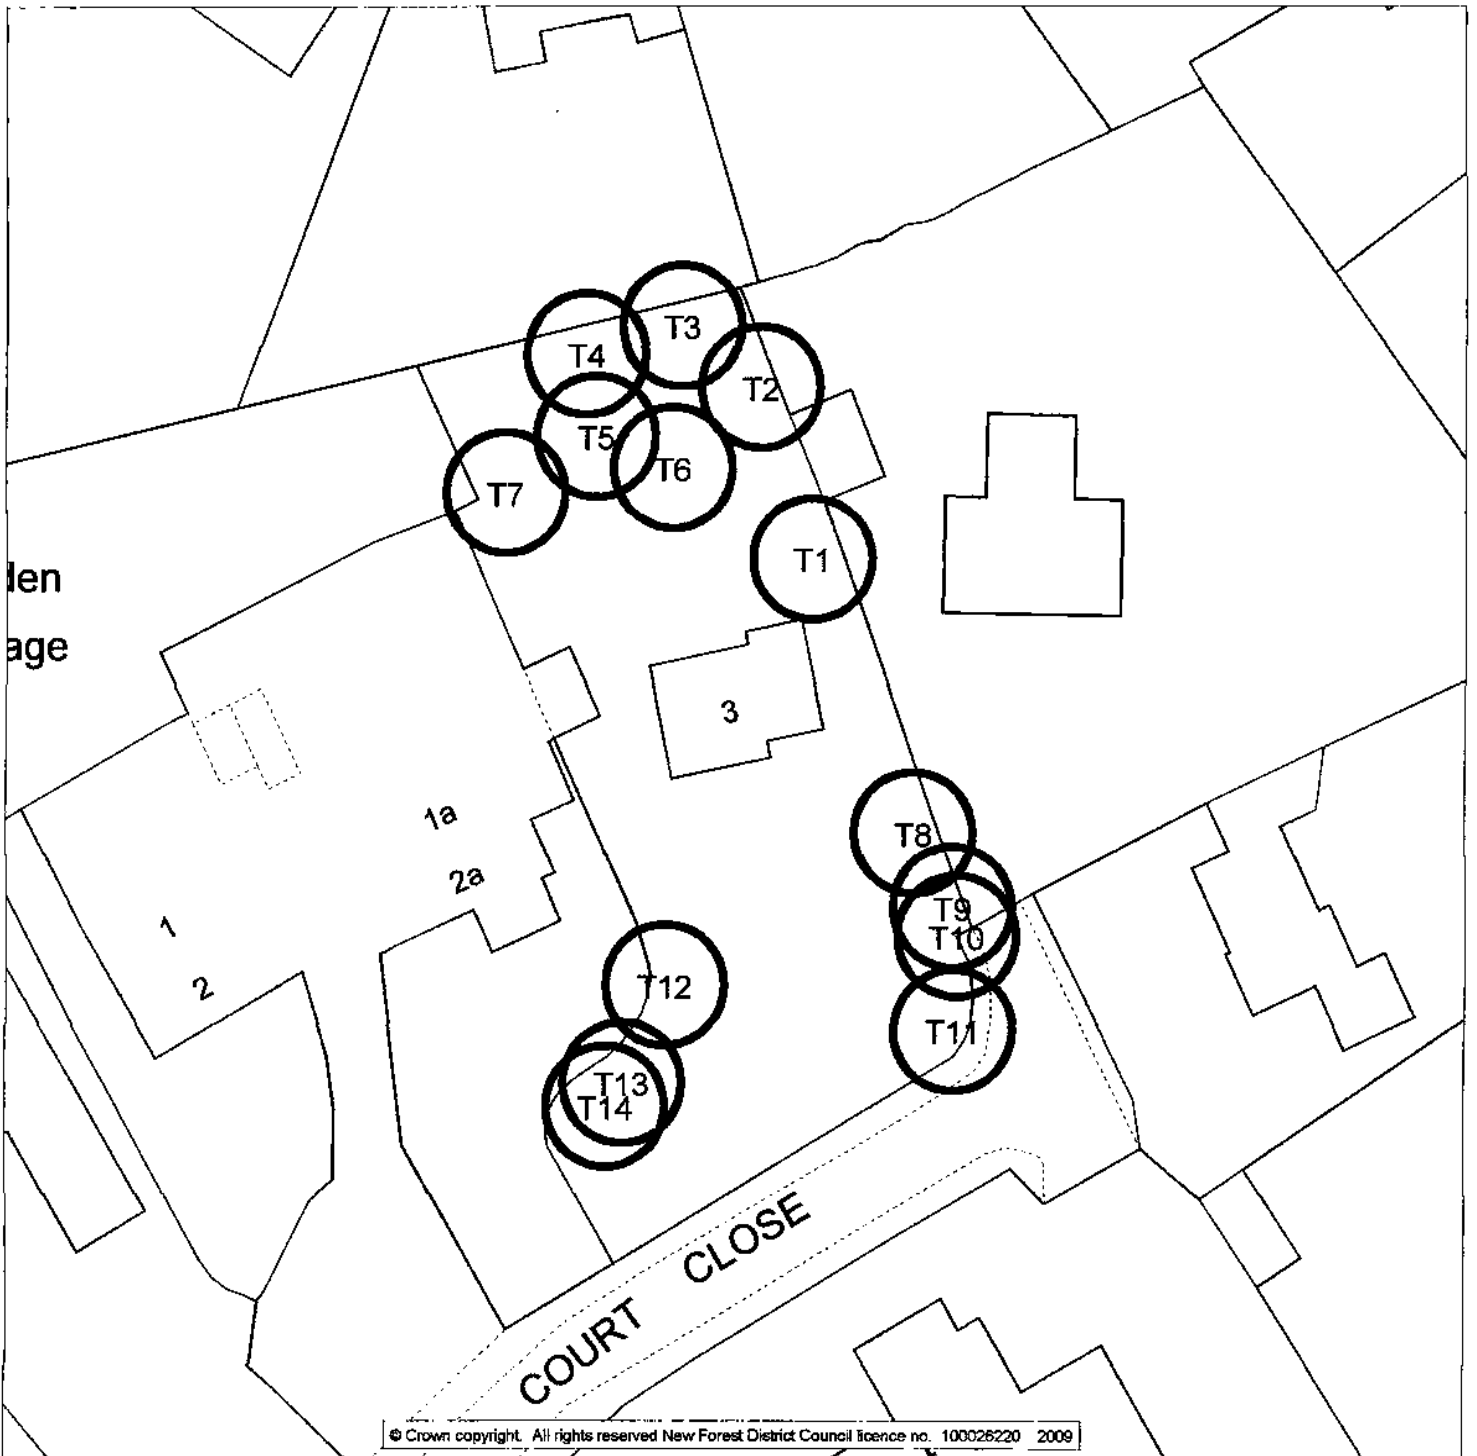 T3
T4
T2
T5
T6
T7
T1
den
age
3
1a
T8
2a
T9
1
T10
T12
2
T11
T13
T14
COURT CLOSE
© Crown copyright. All rights reserved New Forest District Council licence no. 100026220 2009